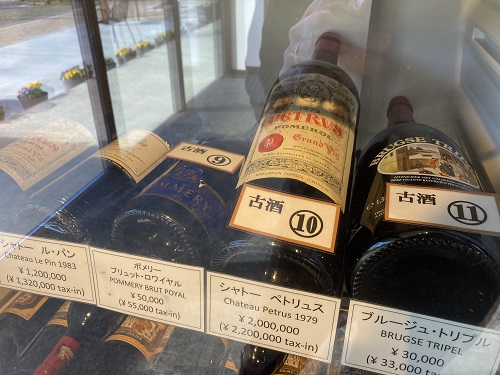 古酒 ⑨
POMMERY
1979
PETRVS
POMEROL
Grand Vin
古酒 ⑩
BRUGSE TRIPEL
古酒 ⑪
シャトー ル・パン
Chateau Le Pin 1983
¥ 1,200,000
(¥ 1,320,000 tax-in)
ポメリー
ブリュット・ロワイヤル
POMMERY BRUT POYAL
¥ 50,000
(¥ 55,000 tax-in)
シャトー ペトリュス
Chateau Petrus 1979
¥ 2,000,000
(¥ 2,200,000 tax-in)
ブルージュ・トリプル
BRUGSE TRIPEL
¥ 30,000
(¥ 33,000 tax-in)